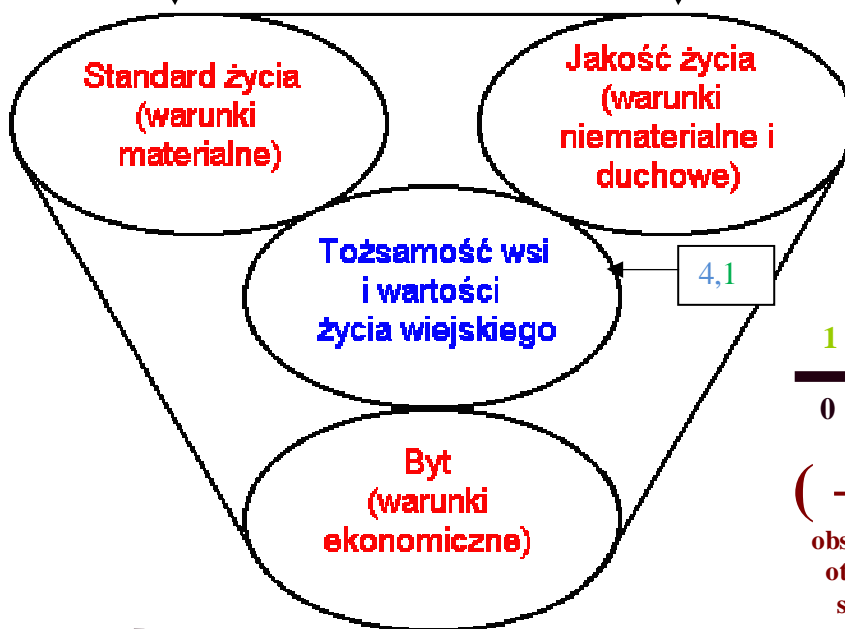 Standard życia
(warunki
materialne)
Jakość życia
(warunki
niematerialne i
duchowe)
Tożsamość wsi
i wartości
życia wiejskiego
4,1
1
0
Byt
(warunki
ekonomiczne)
( -